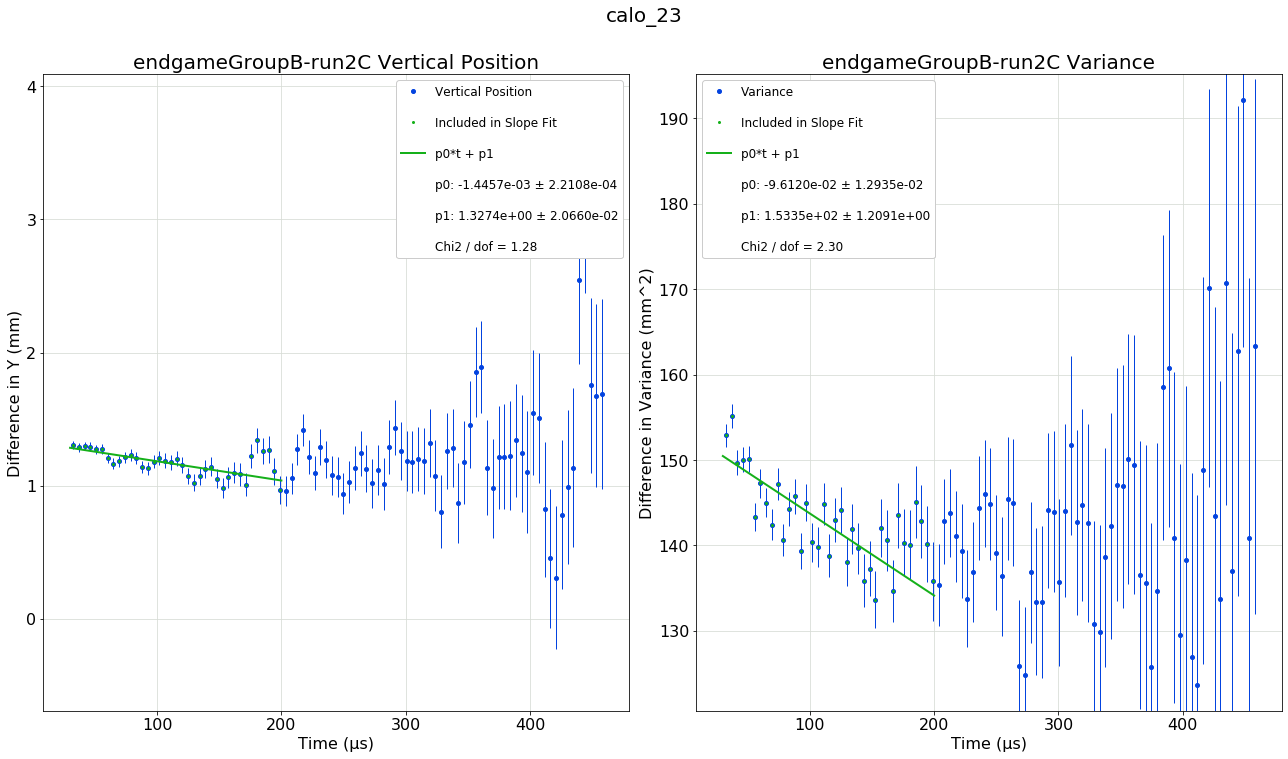 calo_23
endgameGroupB-run2C Vertical Position
Difference in Y (mm)
4
3
2
1
0
Vertical Position
Included in Slope Fit
p0*t + p1
p0: -1.4457e-03 ± 2.2108e-04
p1: 1.3274e+00 ± 2.0660e-02
Chi2 / dof = 1.28
100
200
300
400
Time (μs)
endgameGroupB-run2C Variance
Difference in Variance (mm^2)
190
180
170
160
150
140
130
Variance
Included in Slope Fit
p0*t + p1
p0: -9.6120e-02 ± 1.2935e-02
p1: 1.5335e+02 ± 1.2091e+00
Chi2 / dof = 2.30
100
200
300
400
Time (μs)